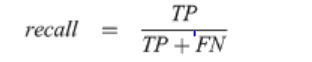 recall = TP / TP + FN